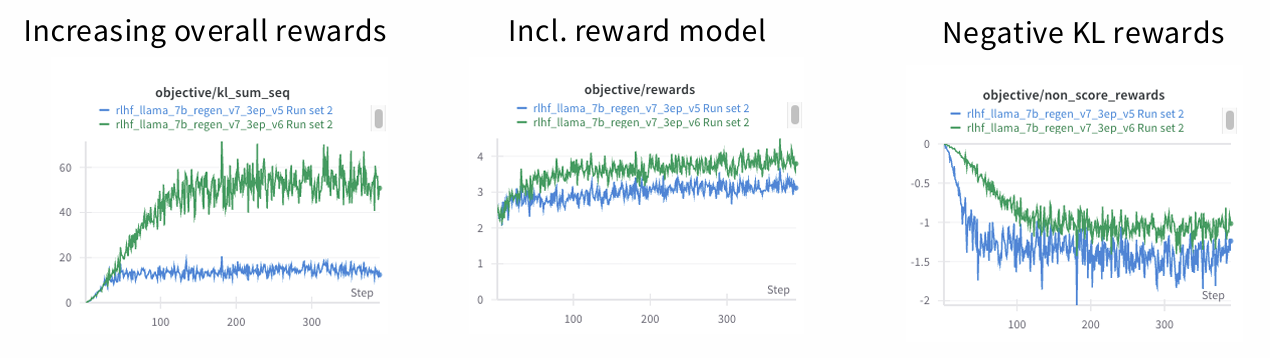 Increasing overall rewards
objective/kl_sum_seq
rlhf_llama_7b_regen_v7_3ep_v5 Run set 2
rlhf_llama_7b_regen_v7_3ep_v6 Run set 2
60
40
20
0
Step
100 200 300
Incl. reward model
objective/rewards
rlhf_llama_7b_regen_v7_3ep_v5 Run set 2
rlhf_llama_7b_regen_v7_3ep_v6 Run set 2
4
3
2
1
0
Step
100 200 300
Negative KL rewards
objective/non_score_rewards
rlhf_llama_7b_regen_v7_3ep_v5 Run set 2
rlhf_llama_7b_regen_v7_3ep_v6 Run set 2
0
-0.5
-1
-1.5
-2
Step
100 200 300